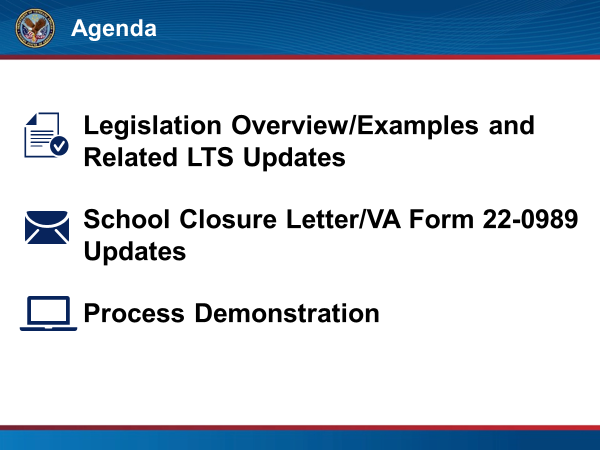 Agenda
Legislation Overview/Examples and
Related LTS Updates
School Closure Letter/VA Form 22-0989
Updates
Process Demonstration